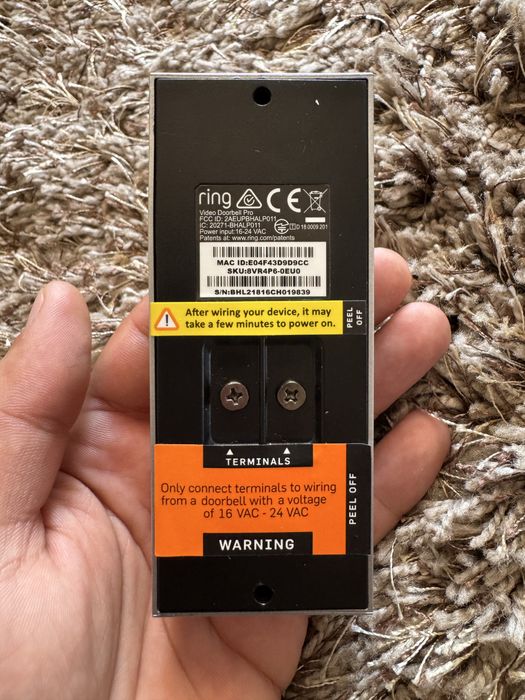 ring
Video Doorbell Pro
FCC ID: 2AEUPBHALP011
IC: 20271-BHALP011
Power input:16-24 VAC
Patents at: www.ring.com/patents
D 18 0009 201
MAC ID:E04F43D9D9CC
SKU:8VR4P6-0EU0
S/N:BHL21816CH019839
After wiring your device, it may
take a few minutes to power on.
PEEL OFF
TERMINALS
Only connect terminals to wiring
from a doorbell with a voltage
of 16 VAC - 24 VAC
PEEL OFF
WARNING